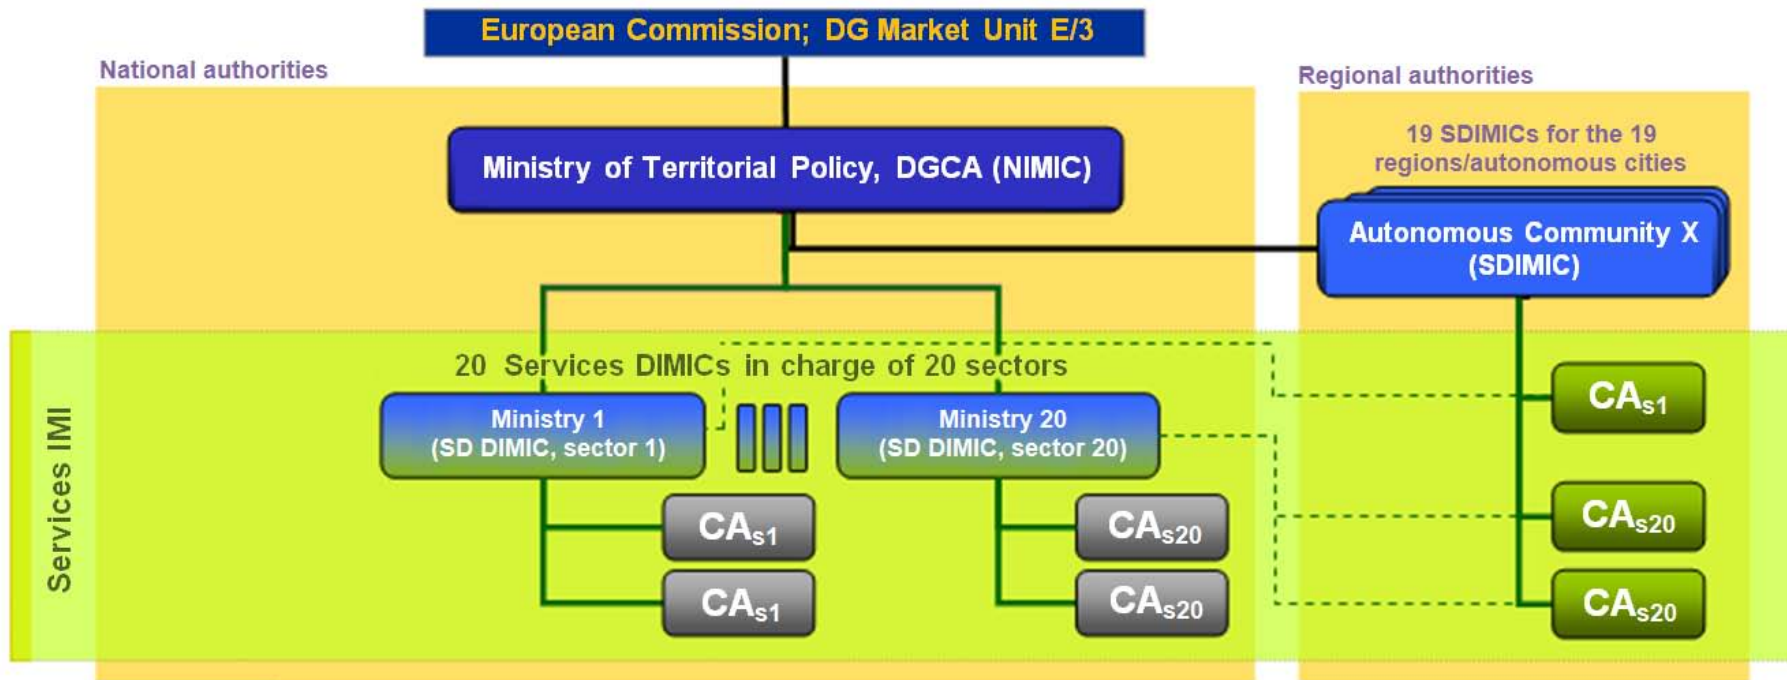 European Commission; DG Market Unit E/3
National authorities
Regional authorities
19 SDIMICs for the 19
regions/autonomous cities
Ministry of Territorial Policy, DGCA (NIMIC)
Autonomous Community X
(SDIMIC)
20 Services DIMICs in charge of 20 sectors
Services IMI
Ministry 1
(SD DIMIC, sector 1)
Ministry 20
(SD DIMIC, sector 20)
CAs1
CAs1
CAs20
CAs20
CAs1
CAs20
CAs20